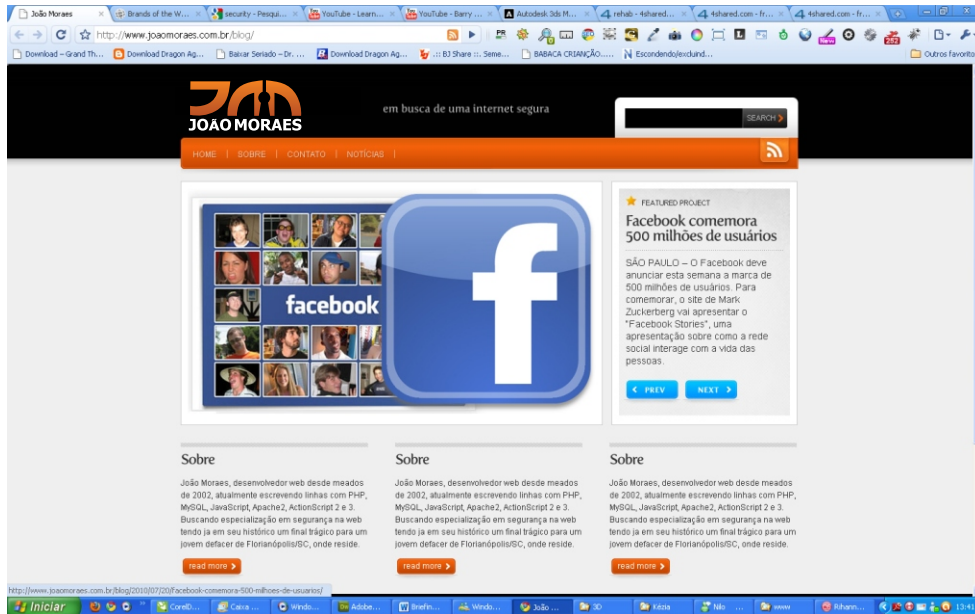 João Moraes
Brands of the W...
security - Pesqui...
YouTube - Learn...
YouTube - Barry ...
Autodesk 3ds M...
rehab - 4shared...
4shared.com - fr...
4shared.com - fr...
http://www.joaomoraes.com.br/blog/
Download – Grand Th...
Download Dragon Ag...
Baixar Seriado – Dr. ...
Download Dragon Ag...
.:: BJ Share ::. Seme...
BABACA CRIANÇÃO.....
Escondendo/excluind...
Outros favorito
JOÃO MORAES
em busca de uma internet segura
SEARCH
HOME | SOBRE | CONTATO | NOTÍCIAS |
facebook
f
FEATURED PROJECT
Facebook comemora
500 milhões de usuários
SÃO PAULO – O Facebook deve
anunciar esta semana a marca de
500 milhões de usuários. Para
comemorar, o site de Mark
Zuckerberg vai apresentar o
"Facebook Stories", uma
apresentação sobre como a rede
social interage com a vida das
pessoas.
PREV
NEXT
Sobre
João Moraes, desenvolvedor web desde meados
de 2002, atualmente escrevendo linhas com PHP,
MySQL, JavaScript, Apache2, ActionScript 2 e 3.
Buscando especialização em segurança na web
tendo ja em seu histórico um final trágico para um
jovem defacer de Florianópolis/SC, onde reside.
read more
Sobre
João Moraes, desenvolvedor web desde meados
de 2002, atualmente escrevendo linhas com PHP,
MySQL, JavaScript, Apache2, ActionScript 2 e 3.
Buscando especialização em segurança na web
tendo ja em seu histórico um final trágico para um
jovem defacer de Florianópolis/SC, onde reside.
read more
Sobre
João Moraes, desenvolvedor web desde meados
de 2002, atualmente escrevendo linhas com PHP,
MySQL, JavaScript, Apache2, ActionScript 2 e 3.
Buscando especialização em segurança na web
tendo ja em seu histórico um final trágico para um
jovem defacer de Florianópolis/SC, onde reside.
read more
http://www.joaomoraes.com.br/blog/2010/07/20/facebook-comemora-500-milhoes-de-usuarios/
Iniciar
CorelD...
Caixa ...
Windo...
Adobe...
Briefin...
Windo...
João ...
3D
Kézia
Nilo ...
www
Rihann...
13:43